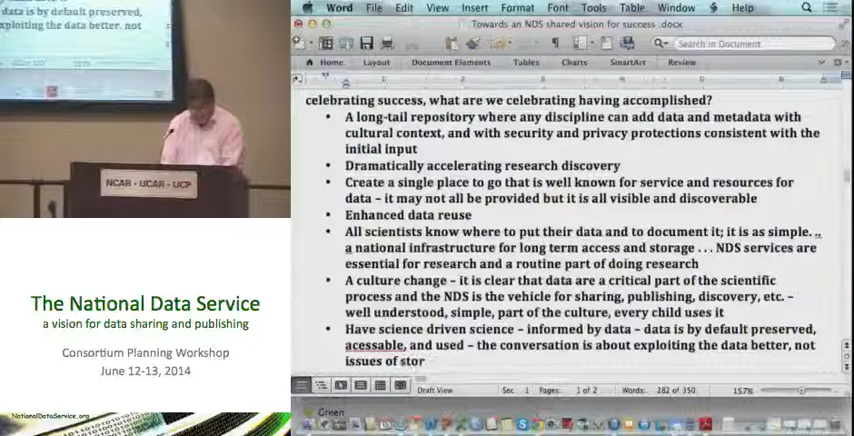 data is by default preserved,
exploiting the data better, not
NCAR · UCAR · UCP
The National Data Service
a vision for data sharing and publishing
Consortium Planning Workshop
June 12-13, 2014
NationalDataService.org
Word File Edit View Insert Format Font Tools Table Window Help
Towards an NDS shared vision for success .docx
157%
Search in Document
Home Layout Document Elements Tables Charts SmartArt Review
celebrating success, what are we celebrating having accomplished?
• A long-tail repository where any discipline can add data and metadata with
cultural context, and with security and privacy protections consistent with the
initial input
• Dramatically accelerating research discovery
• Create a single place to go that is well known for service and resources for
data – it may not all be provided but it is all visible and discoverable
• Enhanced data reuse
• All scientists know where to put their data and to document it; it is as simple. ..
a national infrastructure for long term access and storage ... NDS services are
essential for research and a routine part of doing research
• A culture change – it is clear that data are a critical part of the scientific
process and the NDS is the vehicle for sharing, publishing, discovery, etc. –
well understood, simple, part of the culture, every child uses it
• Have science driven science – informed by data – data is by default preserved,
acessable, and used – the conversation is about exploiting the data better, not
issues of stor
Draft View Sec 1 Pages: 1 of 2 Words: 282 of 350 157%
Green